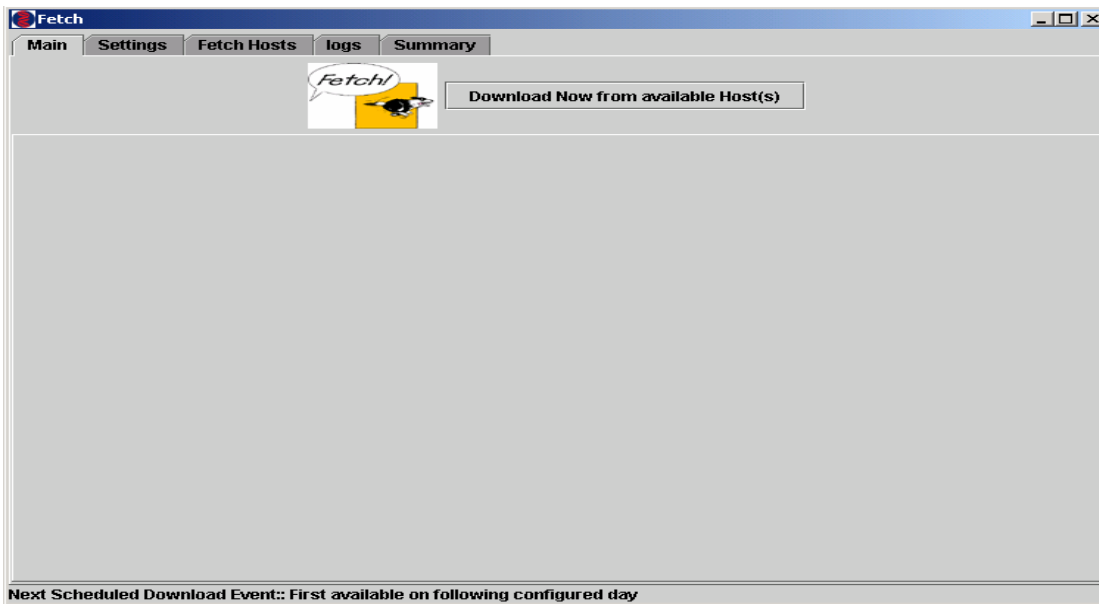 Fetch
Main Settings Fetch Hosts logs Summary
Fetch!
Download Now from available Host(s)
Next Scheduled Download Event:: First available on following configured day